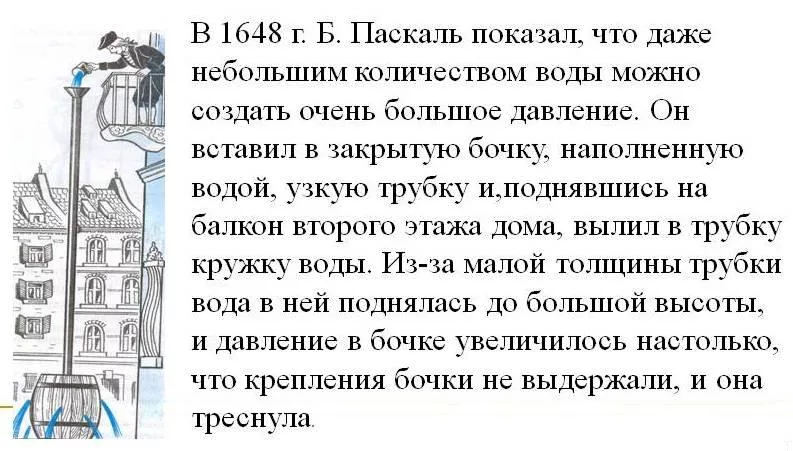 В 1648 г. Б. Паскаль показал, что даже
небольшим количеством воды можно
создать очень большое давление. Он
вставил в закрытую бочку, наполненную
водой, узкую трубку и,поднявшись на
балкон второго этажа дома, вылил в трубку
кружку воды. Из-за малой толщины трубки
вода в ней поднялась до большой высоты,
и давление в бочке увеличилось настолько,
что крепления бочки не выдержали, и она
треснула.